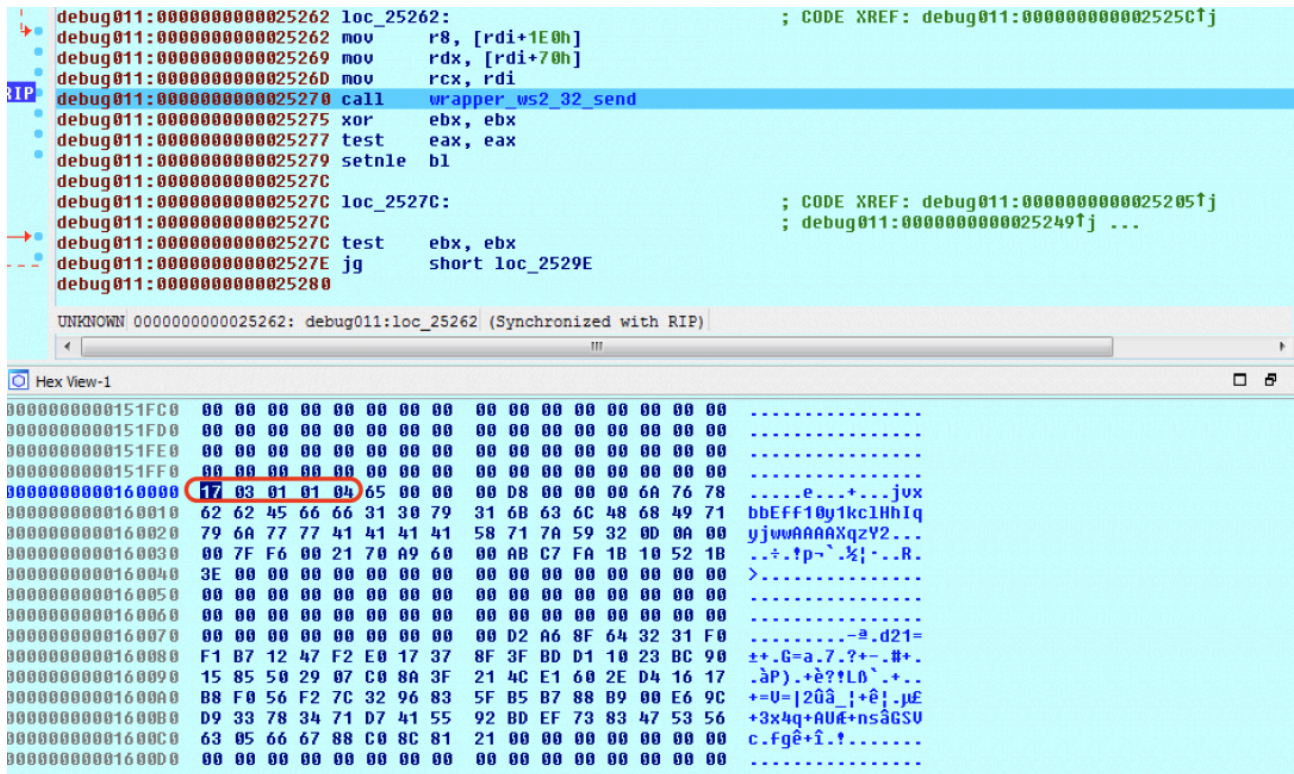 debug011:0000000000025262 loc_25262: ; CODE XREF: debug011:000000000002525C↑j
debug011:0000000000025262 mov r8, [rdi+1E0h]
debug011:0000000000025269 mov rdx, [rdi+70h]
debug011:000000000002526D mov rcx, rdi
RIP debug011:0000000000025270 call wrapper_ws2_32_send
debug011:0000000000025275 xor ebx, ebx
debug011:0000000000025277 test eax, eax
debug011:0000000000025279 setnle bl
debug011:000000000002527C
debug011:000000000002527C loc_2527C: ; CODE XREF: debug011:0000000000025205↑j
debug011:000000000002527C ; debug011:0000000000025249↑j ...
debug011:000000000002527C test ebx, ebx
debug011:000000000002527E jg short loc_2529E
debug011:0000000000025280
UNKNOWN 0000000000025262: debug011:loc_25262 (Synchronized with RIP)
Hex View-1
0000000000151FC0 00 00 00 00 00 00 00 00 00 00 00 00 00 00 00 00 ................
0000000000151FD0 00 00 00 00 00 00 00 00 00 00 00 00 00 00 00 00 ................
0000000000151FE0 00 00 00 00 00 00 00 00 00 00 00 00 00 00 00 00 ................
0000000000151FF0 00 00 00 00 00 00 00 00 00 00 00 00 00 00 00 00 ................
0000000000160000 17 03 01 01 04 65 00 00 00 D8 00 00 00 6A 76 78 .....e...+...jvx
0000000000160010 62 62 45 66 66 31 30 79 31 6B 63 6C 48 68 49 71 bbEff10y1kclHhIq
0000000000160020 79 6A 77 77 41 41 41 41 58 71 7A 59 32 0D 0A 00 yjwwAAAAXqzY2...
0000000000160030 00 7F F6 00 21 70 A9 60 00 AB C7 FA 1B 10 52 1B ..÷.!p¬`.½¦·..R.
0000000000160040 3E 00 00 00 00 00 00 00 00 00 00 00 00 00 00 00 >...............
0000000000160050 00 00 00 00 00 00 00 00 00 00 00 00 00 00 00 00 ................
0000000000160060 00 00 00 00 00 00 00 00 00 00 00 00 00 00 00 00 ................
0000000000160070 00 00 00 00 00 00 00 00 00 D2 A6 8F 64 32 31 F0 .........-ª.d21=
0000000000160080 F1 B7 12 47 F2 E0 17 37 8F 3F BD D1 10 23 BC 90 ±+.G=a.7.?+-.#+.
0000000000160090 15 85 50 29 07 C0 8A 3F 21 4C E1 60 2E D4 16 17 .àP).+è?!Lß`.+..
00000000001600A0 B8 F0 56 F2 7C 32 96 83 5F B5 B7 88 B9 00 E6 9C +=V=|2ûâ_¦+ê¦.µ£
00000000001600B0 D9 33 78 34 71 D7 41 55 92 BD EF 73 83 47 53 56 +3x4q+AUÆ+nsâGSV
00000000001600C0 63 05 66 67 88 C0 8C 81 21 00 00 00 00 00 00 00 c.fgê+î.!.......
00000000001600D0 00 00 00 00 00 00 00 00 00 00 00 00 00 00 00 00 ................